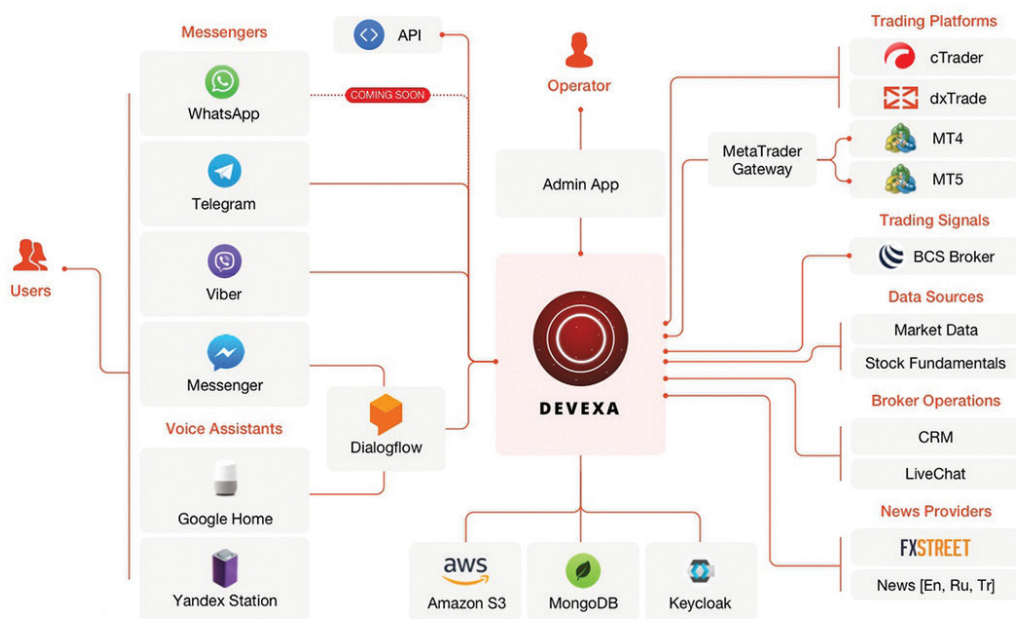 Messengers
API
WhatsApp
COMING SOON
Telegram
Viber
Messenger
Users
Voice Assistants
Dialogflow
Google Home
Yandex Station
Operator
Admin App
DEVEXA
aws
Amazon S3
MongoDB
Keycloak
Trading Platforms
cTrader
dxTrade
MetaTrader
Gateway
MT4
MT5
Trading Signals
BCS Broker
Data Sources
Market Data
Stock Fundamentals
Broker Operations
CRM
LiveChat
News Providers
FXSTREET
News [En, Ru, Tr]